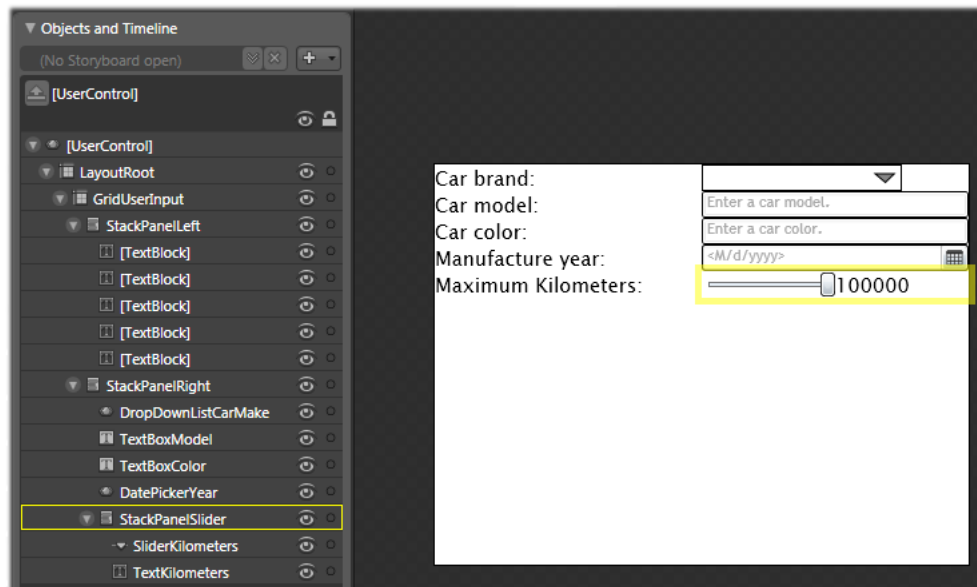 Objects and Timeline
(No Storyboard open)
[UserControl]
[UserControl]
LayoutRoot
GridUserInput
StackPanelLeft
[TextBlock]
[TextBlock]
[TextBlock]
[TextBlock]
[TextBlock]
StackPanelRight
DropDownListCarMake
TextBoxModel
TextBoxColor
DatePickerYear
StackPanelSlider
SliderKilometers
TextKilometers
Car brand:
Car model: Enter a car model.
Car color: Enter a car color.
Manufacture year: <M/d/yyyy>
Maximum Kilometers: 100000